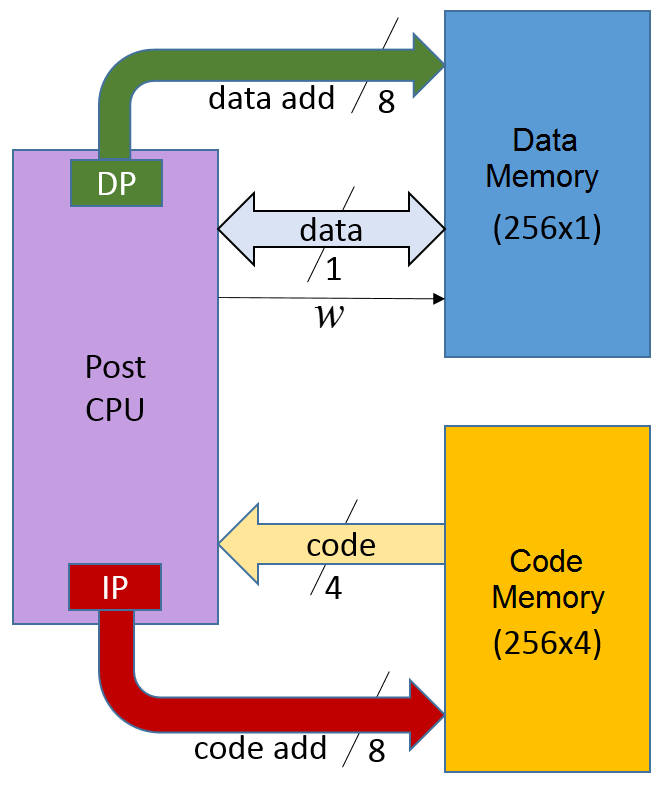 data add
8
DP
Data
Memory
(256x1)
data
1
w
Post
CPU
code
4
Code
Memory
(256x4)
IP
code add
8